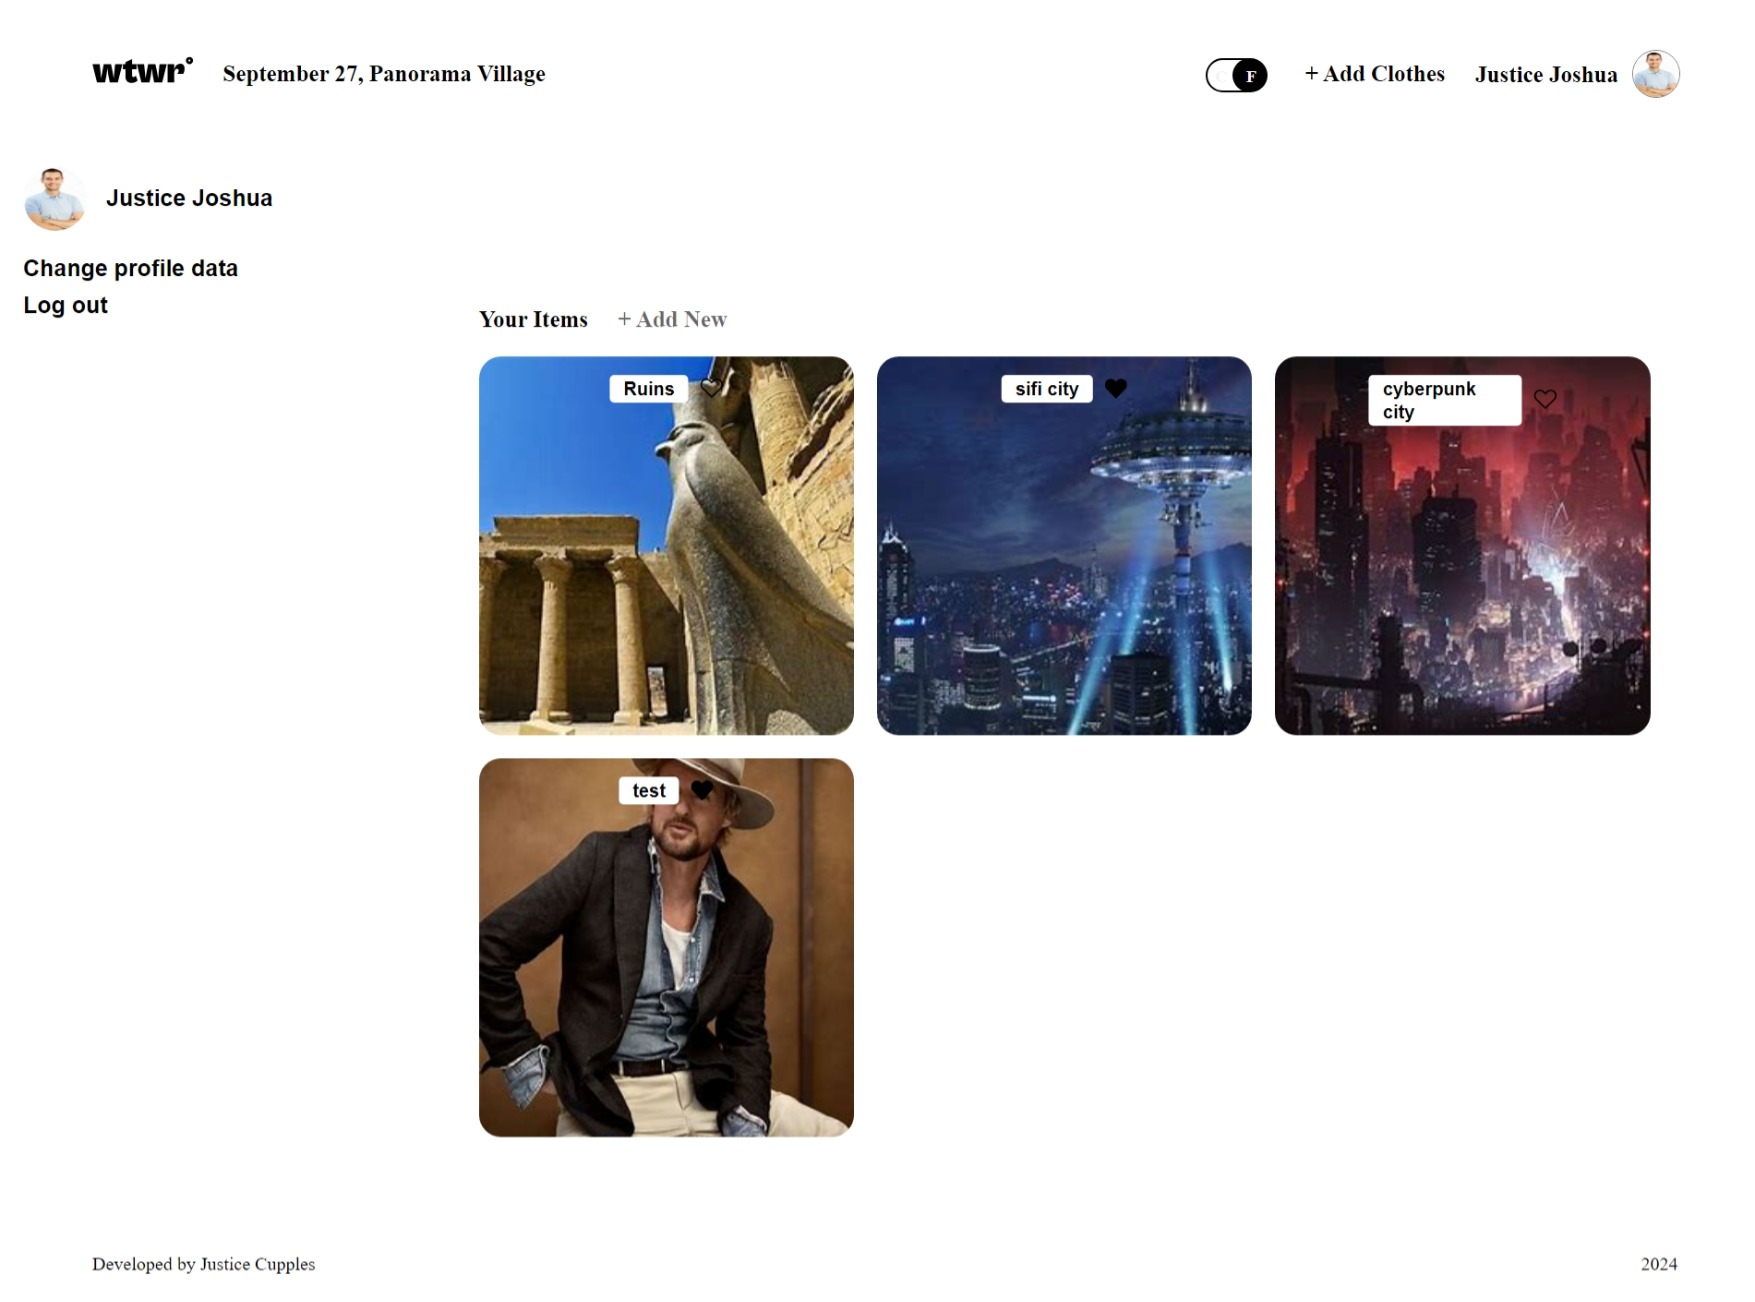 wtwr°
September 27, Panorama Village
F
+ Add Clothes
Justice Joshua
Justice Joshua
Change profile data
Log out
Your Items
+ Add New
Ruins
sifi city
cyberpunk
city
test
Developed by Justice Cupples
2024